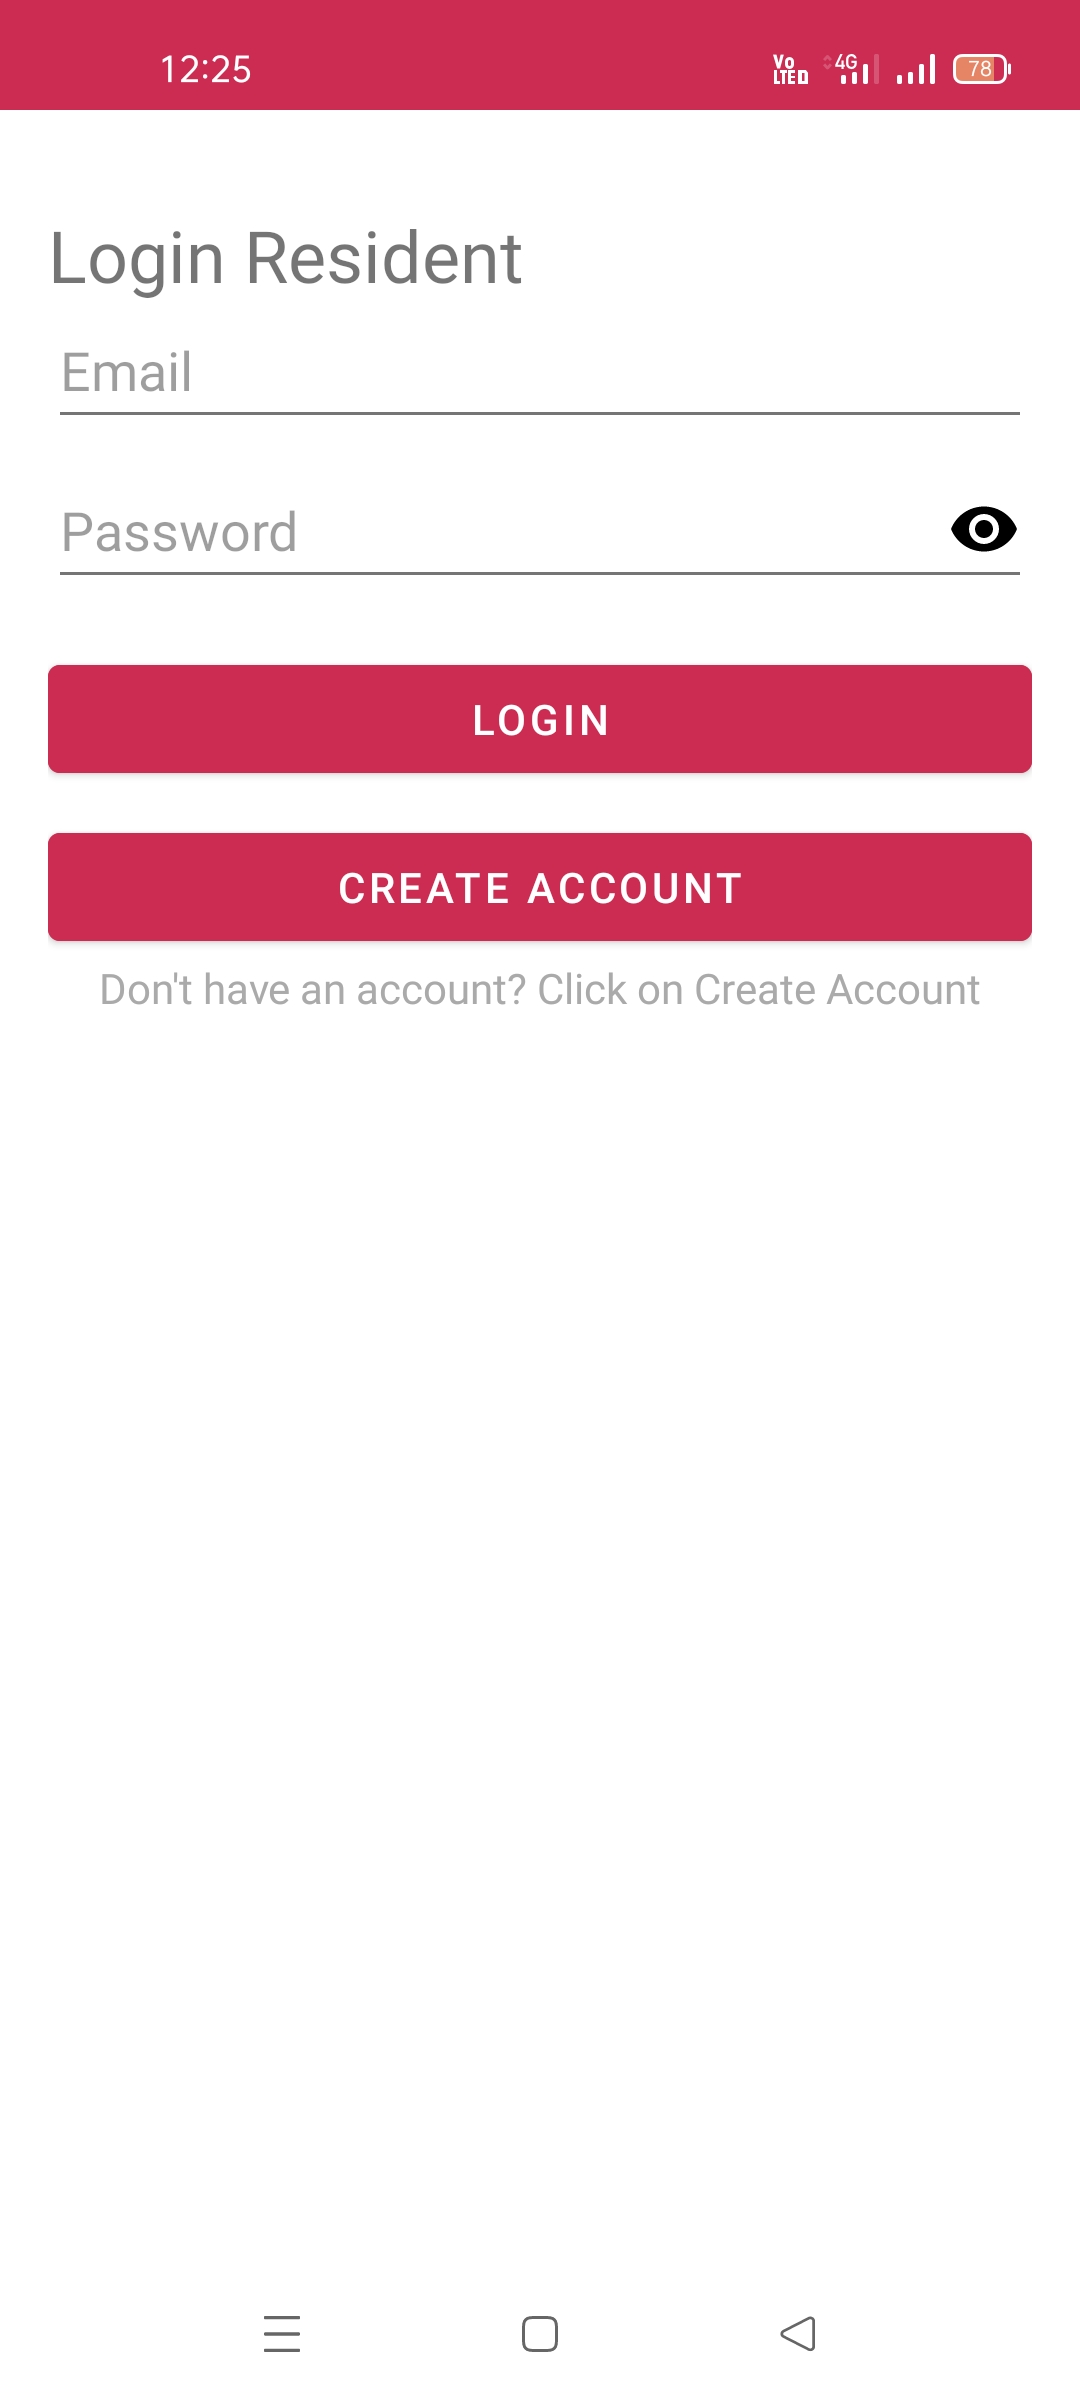 12:25
Vo
LTE D
4G
78
Login Resident
Email
Password
LOGIN
CREATE ACCOUNT
Don't have an account? Click on Create Account